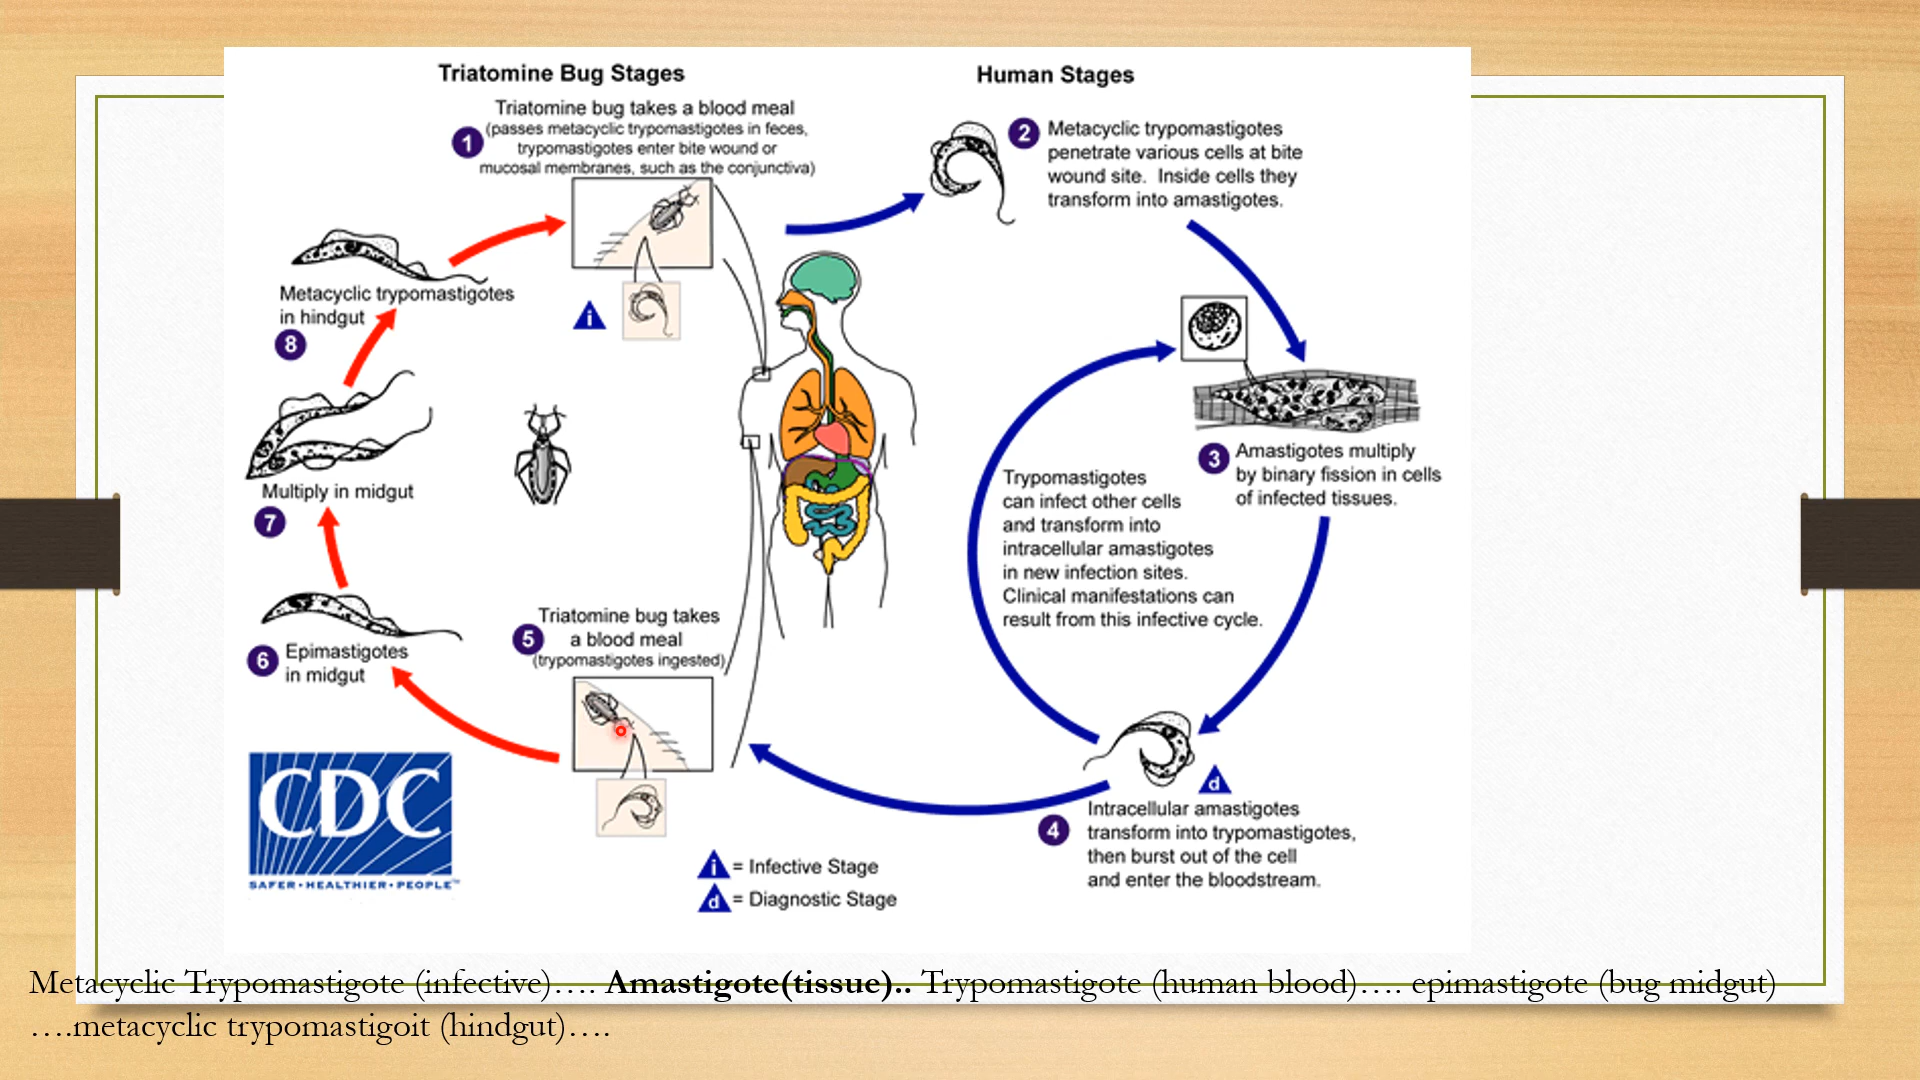 Triatomine Bug Stages
Human Stages
Triatomine bug takes a blood meal
1
(passes metacyclic trypomastigotes in feces,
trypomastigotes enter bite wound or
mucosal membranes, such as the conjunctiva)
i
2
Metacyclic trypomastigotes
penetrate various cells at bite
wound site. Inside cells they
transform into amastigotes.
3
Amastigotes multiply
by binary fission in cells
of infected tissues.
Trypomastigotes
can infect other cells
and transform into
intracellular amastigotes
in new infection sites.
Clinical manifestations can
result from this infective cycle.
d
4
Intracellular amastigotes
transform into trypomastigotes,
then burst out of the cell
and enter the bloodstream.
5
Triatomine bug takes
a blood meal
(trypomastigotes ingested)
6
Epimastigotes
in midgut
Multiply in midgut
7
Metacyclic trypomastigotes
in hindgut
8
CDC
SAFER•HEALTHIER•PEOPLE™
i = Infective Stage
d = Diagnostic Stage
Metacyclic Trypomastigote (infective)…. Amastigote(tissue).. Trypomastigote (human blood)…. epimastigote (bug midgut)
….metacyclic trypomastigoit (hindgut)….